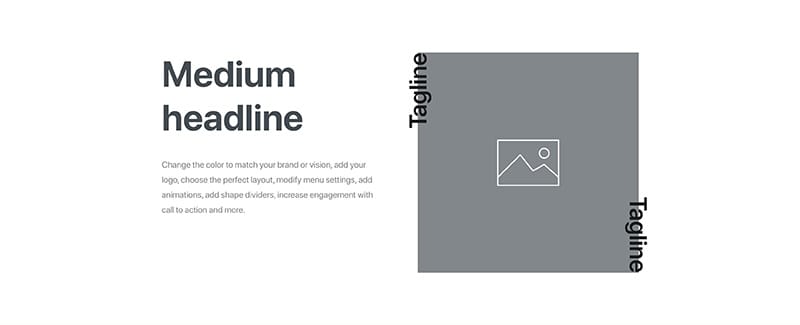 Medium
headline
Change the color to match your brand or vision, add your
logo, choose the perfect layout, modify menu settings, add
animations, add shape dividers, increase engagement with
call to action and more.
Tagline
Tagline